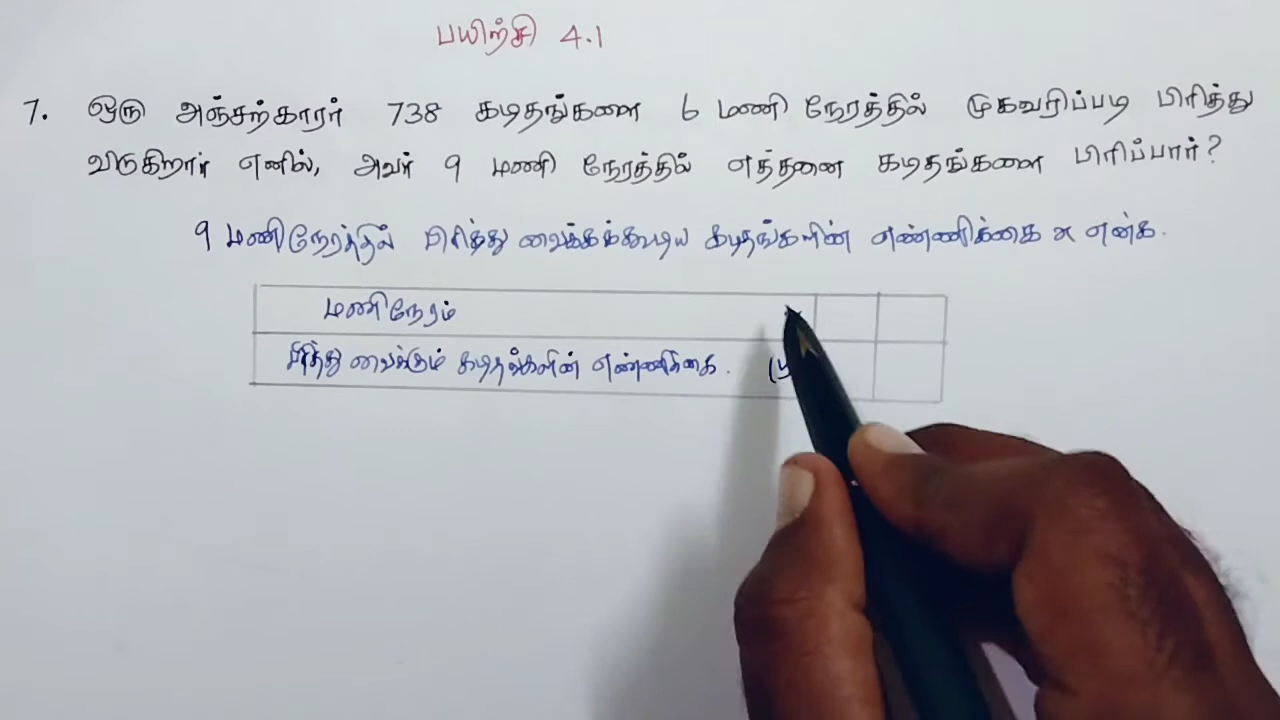 பயிற்சி 4.1
7. ஒரு அஞ்சற்காரர் 738 கடிதங்களை 6 மணி நேரத்தில் முகவரிப்படி பிரித்து
விடுகிறார் எனில், அவர் 9 மணி நேரத்தில் எத்தனை கடிதங்களை பிரிப்பார்?
9 மணிநேரத்தில் பிரித்து வைக்கக்கூடிய கடிதங்களின் எண்ணிக்கை x என்க.
மணிநேரம்
பிரித்து வைக்கும் கடிதங்களின் எண்ணிக்கை.